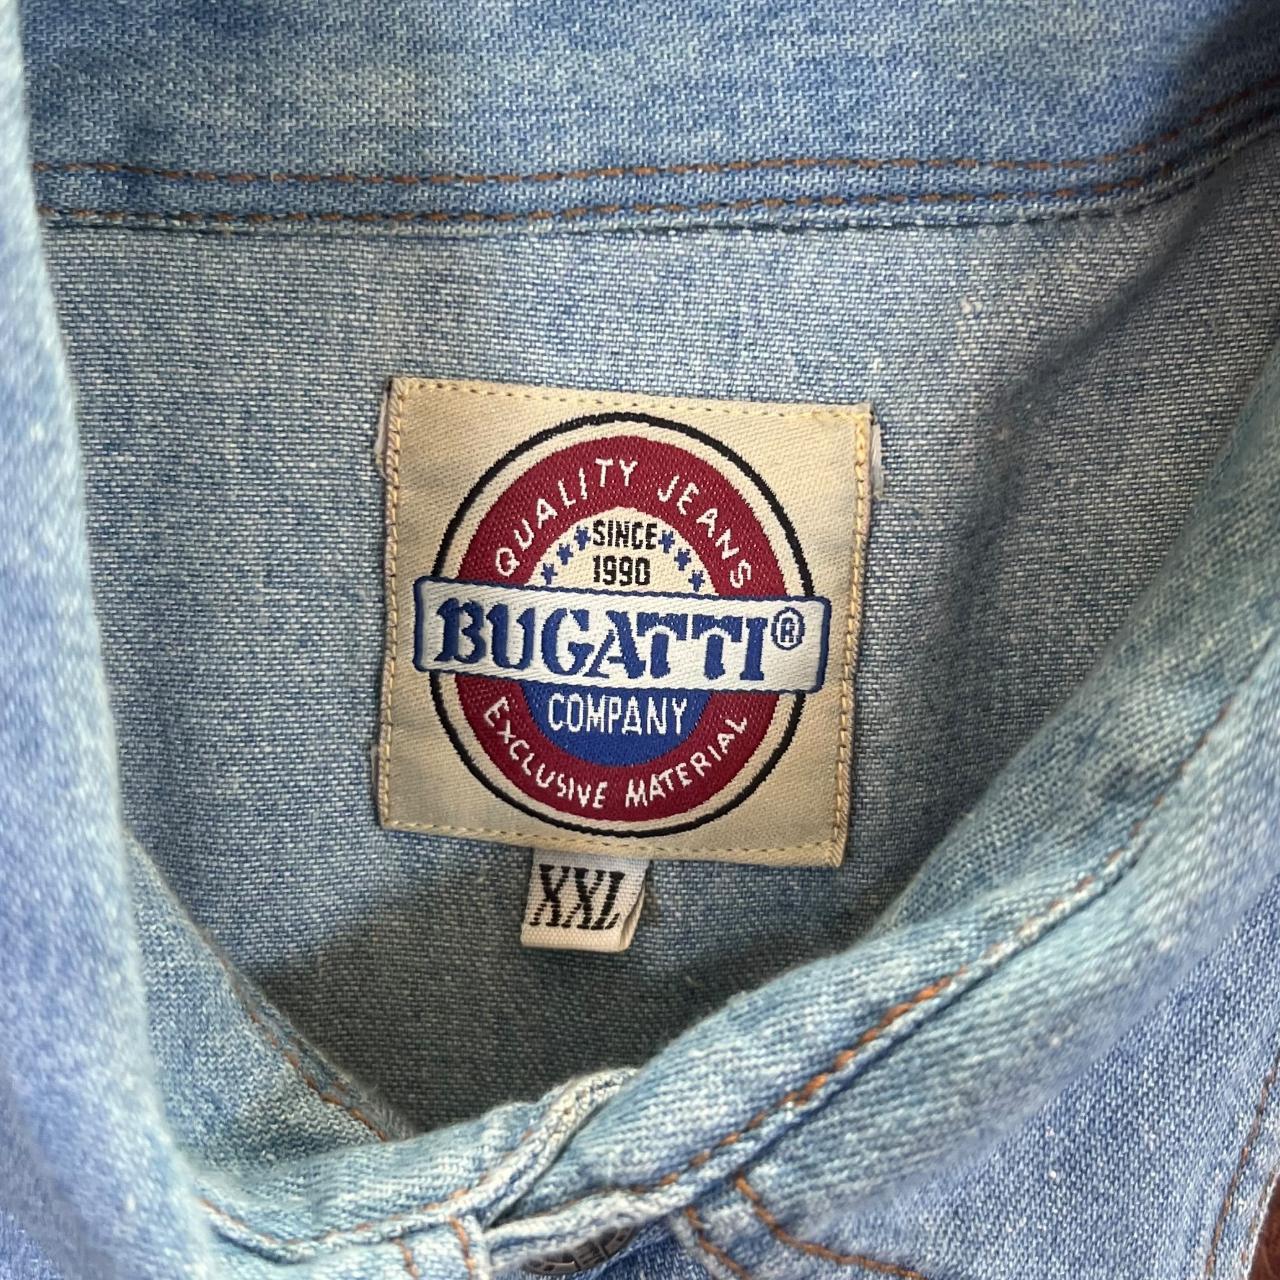 QUALITY JEANS
SINCE
1990
BUGATTI®
COMPANY
EXCLUSIVE MATERIAL
XXL